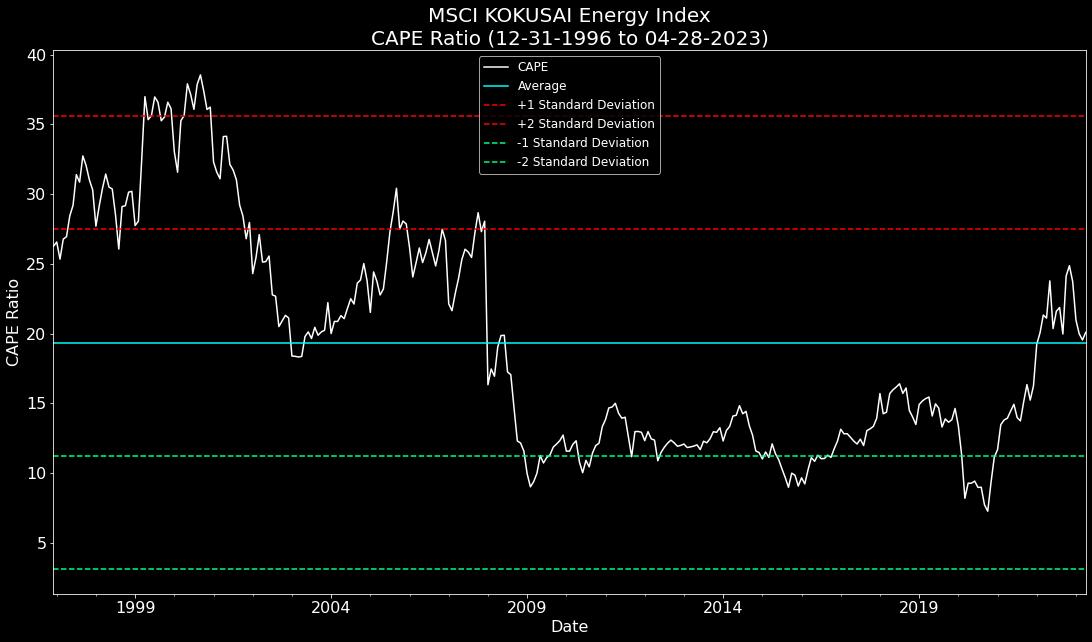 MSCI KOKUSAI Energy Index
CAPE Ratio (12-31-1996 to 04-28-2023)
CAPE
Average
+1 Standard Deviation
+2 Standard Deviation
-1 Standard Deviation
-2 Standard Deviation
CAPE Ratio
40
35
30
25
20
15
10
5
1999 2004 2009 2014 2019
Date